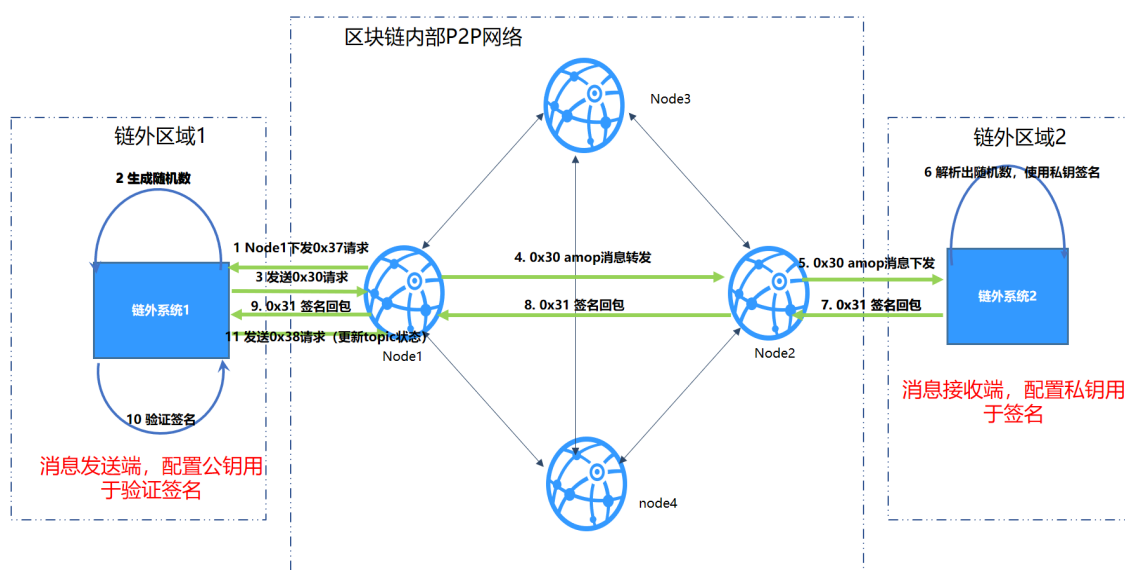 区块链内部P2P网络
Node3
链外区域1
链外区域2
2 生成随机数
6 解析出随机数，使用私钥签名
1 Node1下发0x37请求
4. 0x30 amop消息转发
5. 0x30 amop消息下发
3 发送0x30请求
链外系统1
9. 0x31 签名回包
8. 0x31 签名回包
7. 0x31 签名回包
链外系统2
11 发送0x38请求（更新topic状态）
Node1
Node2
10 验证签名
消息接收端，配置私钥用
于签名
消息发送端，配置公钥用
于验证签名
node4